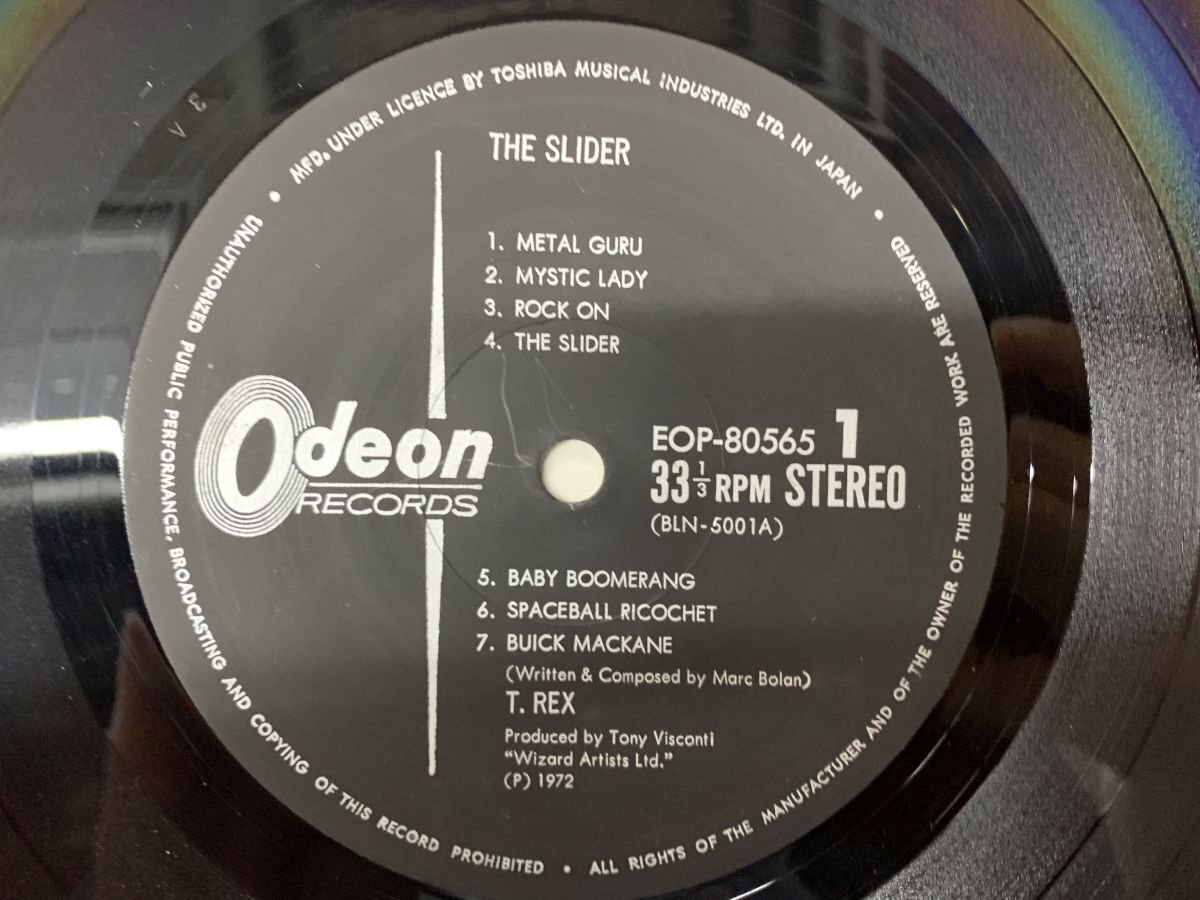 MFD. UNDER LICENCE BY TOSHIBA MUSICAL INDUSTRIES LTD. IN JAPAN •
THE SLIDER
1. METAL GURU
2. MYSTIC LADY
3. ROCK ON
4. THE SLIDER
Odeon
RECORDS
EOP-80565 1
33 1/3 RPM STEREO
(BLN-5001A)
5. BABY BOOMERANG
6. SPACEBALL RICOCHET
7. BUICK MACKANE
(Written & Composed by Marc Bolan)
T. REX
Produced by Tony Visconti
"Wizard Artists Ltd."
(P) 1972
UNAUTHORIZED PUBLIC PERFORMANCE, BROADCASTING AND COPYING OF THIS RECORD PROHIBITED •
ALL RIGHTS OF THE MANUFACTURER AND OF THE OWNER OF THE RECORDED WORK ARE RESERVED